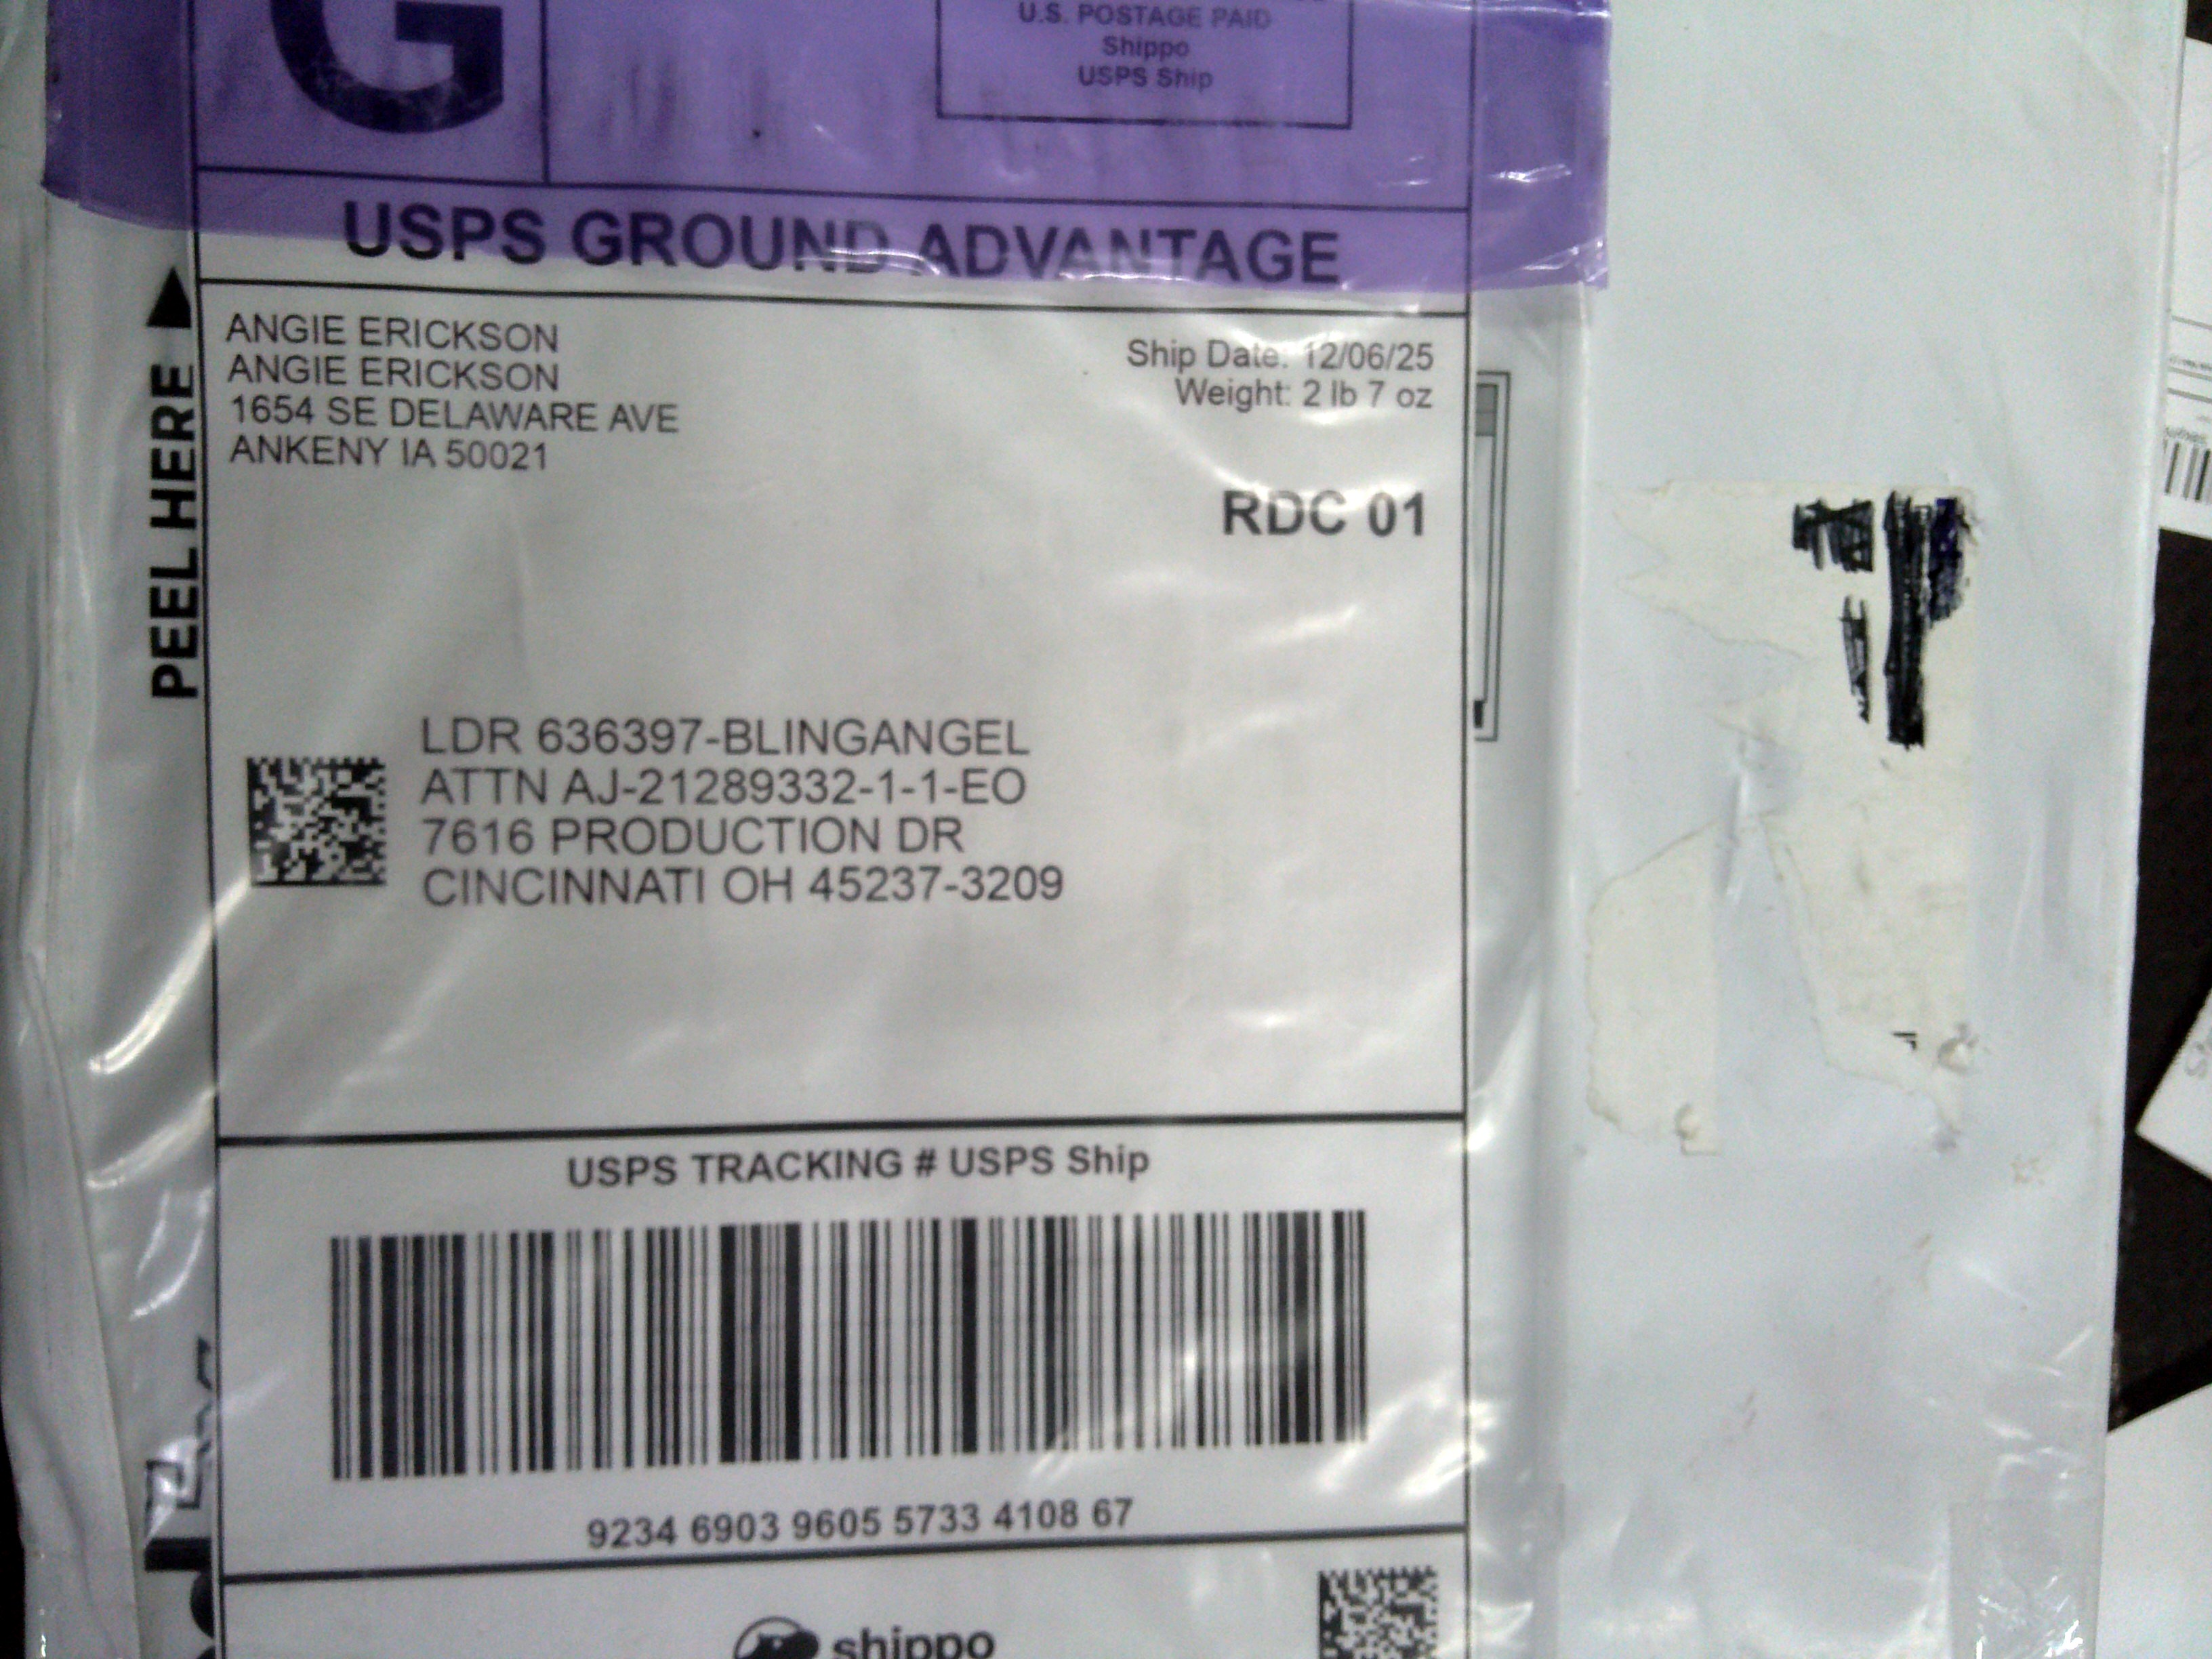 G
U.S. POSTAGE PAID
Shippo
USPS Ship
USPS GROUND ADVANTAGE
PEEL HERE
ANGIE ERICKSON
ANGIE ERICKSON
1654 SE DELAWARE AVE
ANKENY IA 50021
Ship Date: 12/06/25
Weight: 2 lb 7 oz
RDC 01
LDR 636397-BLINGANGEL
ATTN AJ-21289332-1-1-EO
7616 PRODUCTION DR
CINCINNATI OH 45237-3209
USPS TRACKING # USPS Ship
9234 6903 9605 5733 4108 67
shippo